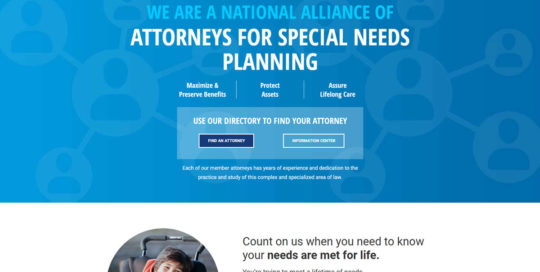 WE ARE A NATIONAL ALLIANCE OF
ATTORNEYS FOR SPECIAL NEEDS
PLANNING
Maximize &
Preserve Benefits
Protect
Assets
Assure
Lifelong Care
USE OUR DIRECTORY TO FIND YOUR ATTORNEY
FIND AN ATTORNEY
INFORMATION CENTER
Each of our member attorneys has years of experience and dedication to the
practice and study of this complex and specialized area of law.
Count on us when you need to know
your needs are met for life.
You're trying to meet a lifetime of needs